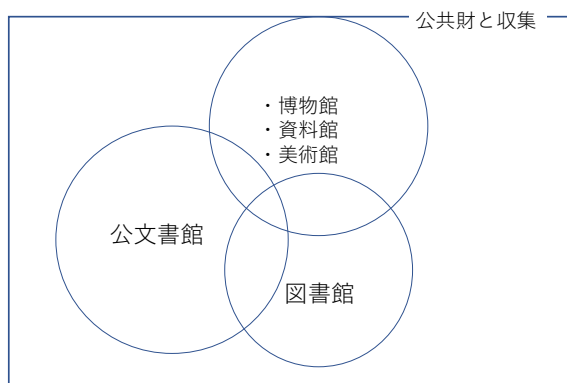 公共財と収集
・博物館
・資料館
・美術館
公文書館
図書館